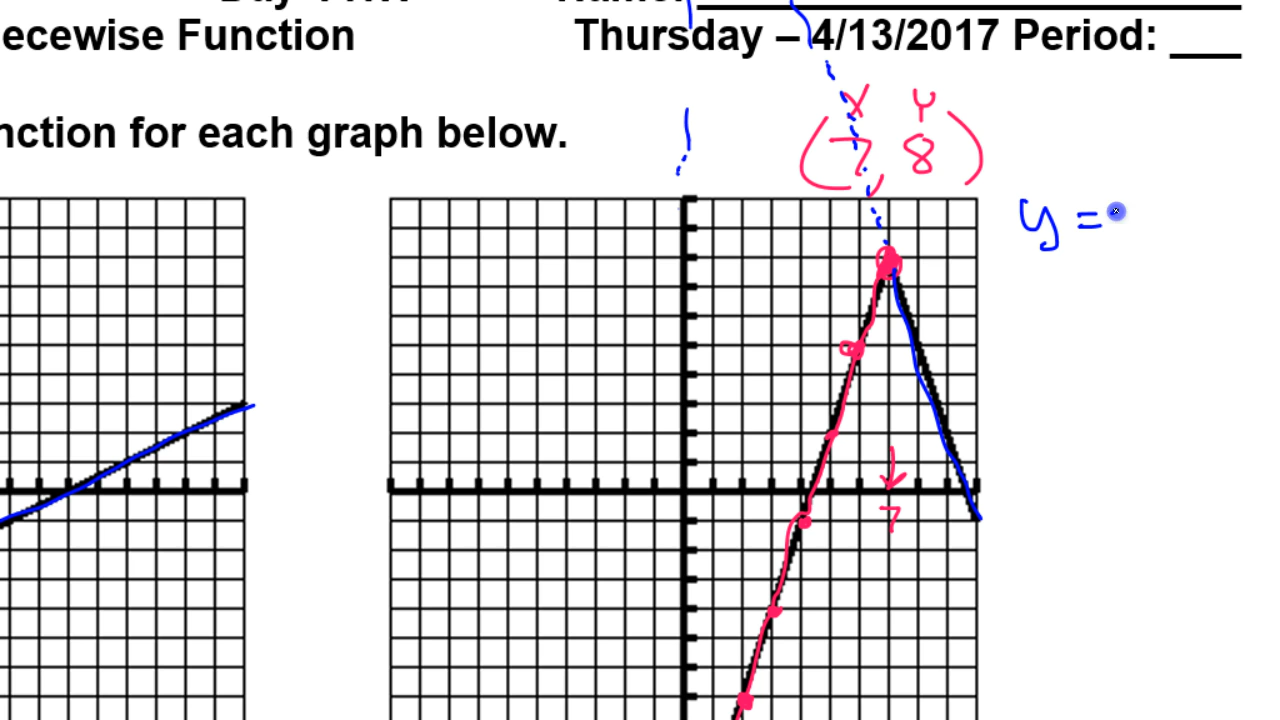 ecewise Function Thursday – 4/13/2017 Period: ___
nction for each graph below.
X Y
(7, 8)
y =
7